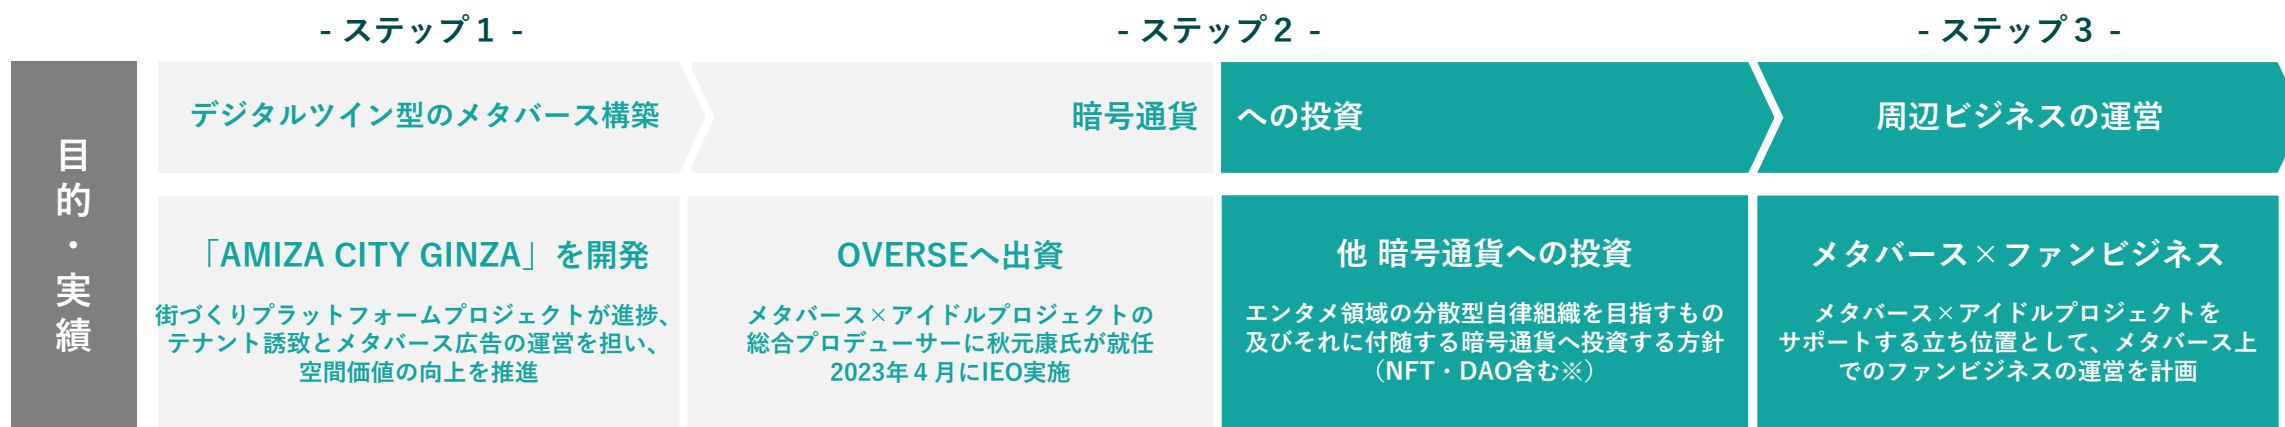 - ステップ１ -
- ステップ２ -
- ステップ３ -
目的・実績
デジタルツイン型のメタバース構築
暗号通貨 への投資
周辺ビジネスの運営
「AMIZA CITY GINZA」を開発
街づくりプラットフォームプロジェクトが進捗、
テナント誘致とメタバース広告の運営を担い、
空間価値の向上を推進
OVERSEへ出資
メタバース×アイドルプロジェクトの
総合プロデューサーに秋元康氏が就任
2023年４月にIEO実施
他 暗号通貨への投資
エンタメ領域の分散型自律組織を目指すもの
及びそれに付随する暗号通貨へ投資する方針
（NFT・DAO含む※）
メタバース×ファンビジネス
メタバース×アイドルプロジェクトを
サポートする立ち位置として、メタバース上
でのファンビジネスの運営を計画